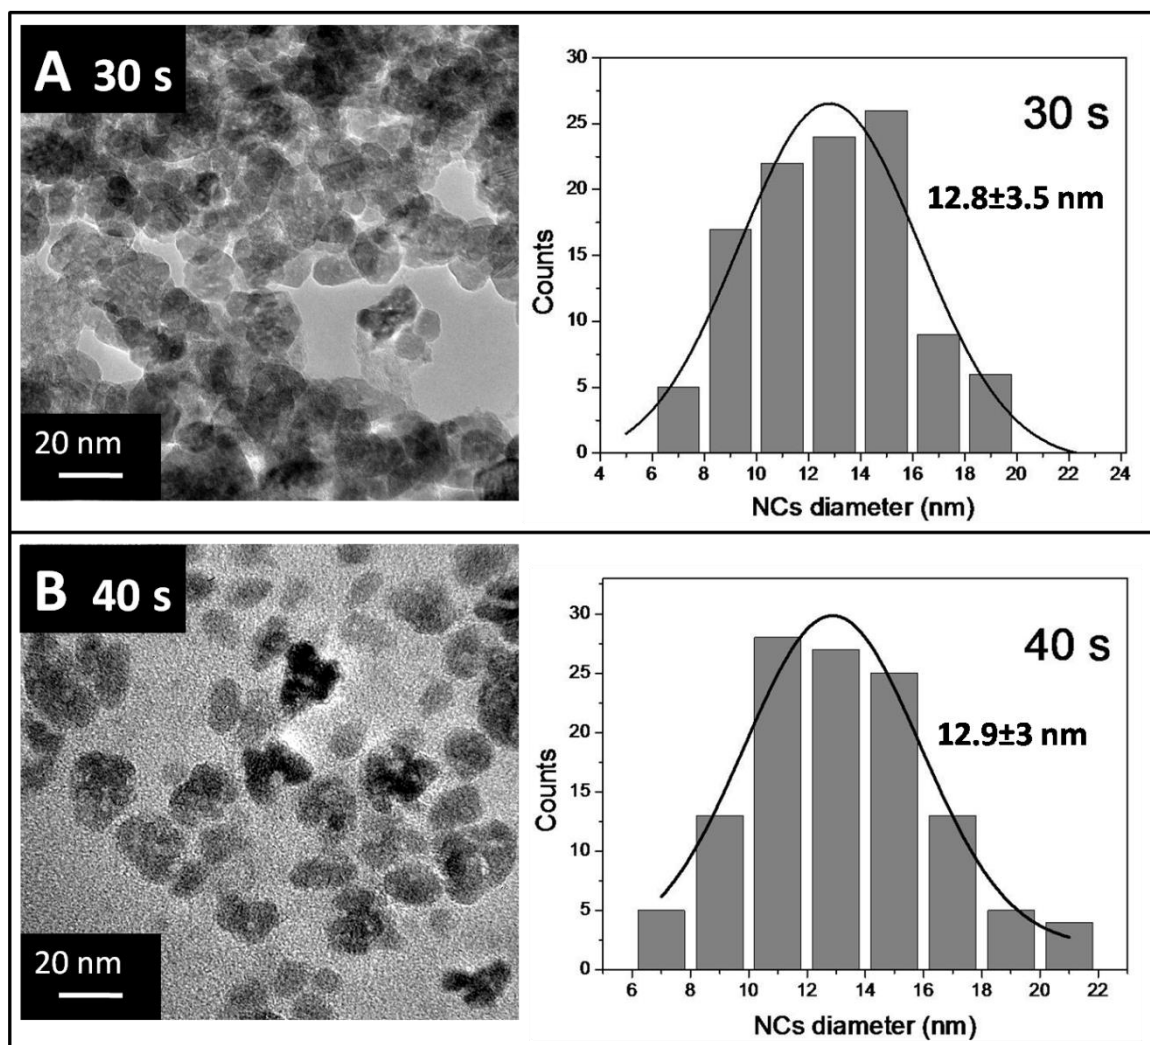 A 30 s
20 nm
30
25
20
15
10
5
0
Counts
30 s
12.8±3.5 nm
4 6 8 10 12 14 16 18 20 22 24
NCs diameter (nm)
B 40 s
20 nm
30
25
20
15
10
5
0
Counts
40 s
12.9±3 nm
6 8 10 12 14 16 18 20 22
NCs diameter (nm)